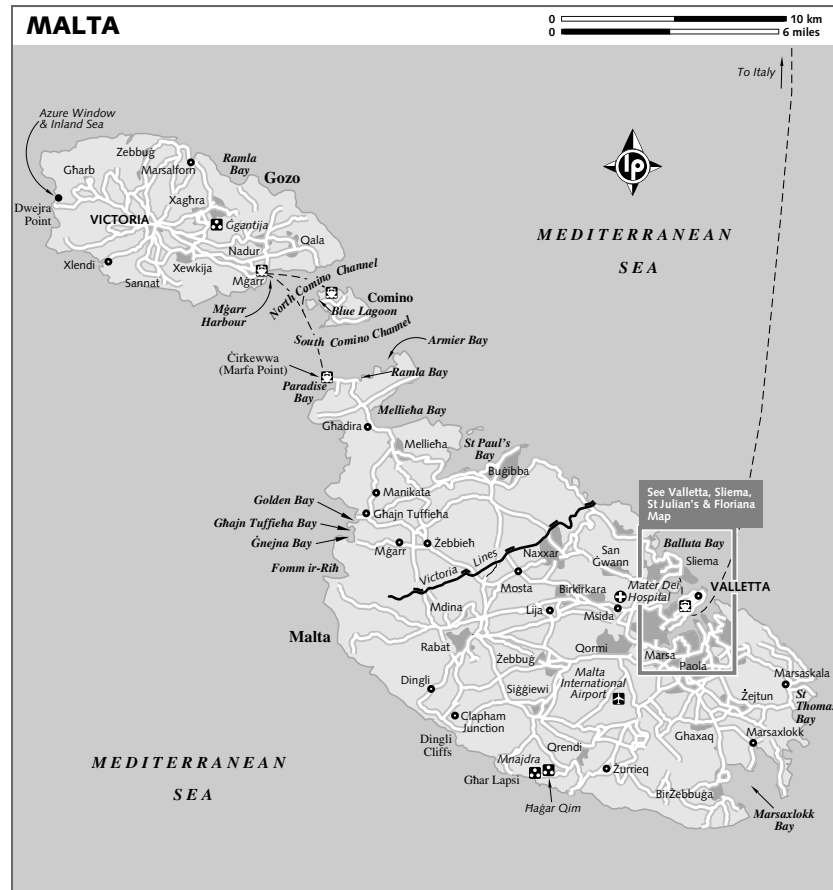 MALTA
0 10 km
0 6 miles
To Italy
Azure Window
& Inland Sea
Żebbuġ
Għarb
Marsalforn
Ramla
Bay
Gozo
Xagħra
Dwejra
Point
VICTORIA
Ġgantija
Qala
Nadur
Xlendi
Xewkija
Sannat
Mġarr
Mġarr
Harbour
North Comino Channel
Comino
Blue Lagoon
South Comino Channel
MEDITERRANEAN
SEA
lp
Armier Bay
Ċirkewwa
(Marfa Point)
Ramla Bay
Paradise
Bay
Mellieħa Bay
Għadira
Mellieħa
St Paul's
Bay
Buġibba
Manikata
Golden Bay
Għajn Tuffieħa
Għajn Tuffieħa Bay
Ġnejna Bay
Mġarr
Żebbieħ
Fomm ir-Riħ
Victoria Lines
Naxxar
Mosta
See Valletta, Sliema,
St Julian's & Floriana
Map
Balluta Bay
San
Ġwann
Sliema
Birkirkara
Mater Dei
Hospital
VALLETTA
Msida
Lija
Mdina
Malta
Rabat
Qormi
Marsa
Paola
Żebbuġ
Malta
International
Airport
Marsaskala
Dingli
Siġġiewi
Żejtun
St
Thomas
Bay
Clapham
Junction
Għaxaq
Marsaxlokk
Dingli
Cliffs
Qrendi
Mnajdra
Għar Lapsi
Żurrieq
Ħaġar Qim
BirŻebbuġa
Marsaxlokk
Bay
MEDITERRANEAN
SEA